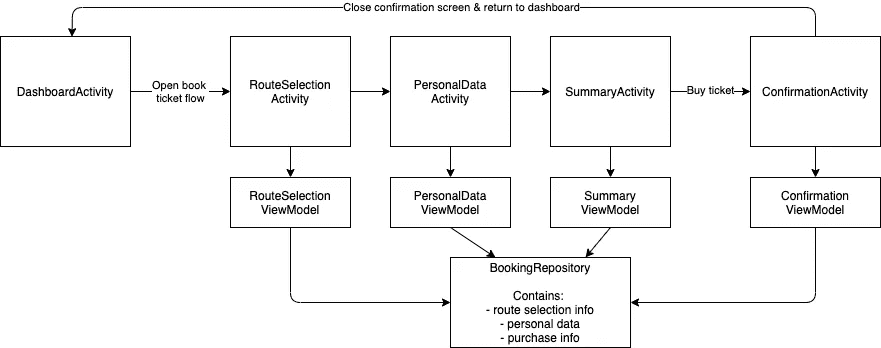 Close confirmation screen & return to dashboard
DashboardActivity
Open book
ticket flow
RouteSelection
Activity
PersonalData
Activity
SummaryActivity
Buy ticket
ConfirmationActivity
RouteSelection
ViewModel
PersonalData
ViewModel
Summary
ViewModel
Confirmation
ViewModel
BookingRepository
Contains:
- route selection info
- personal data
- purchase info